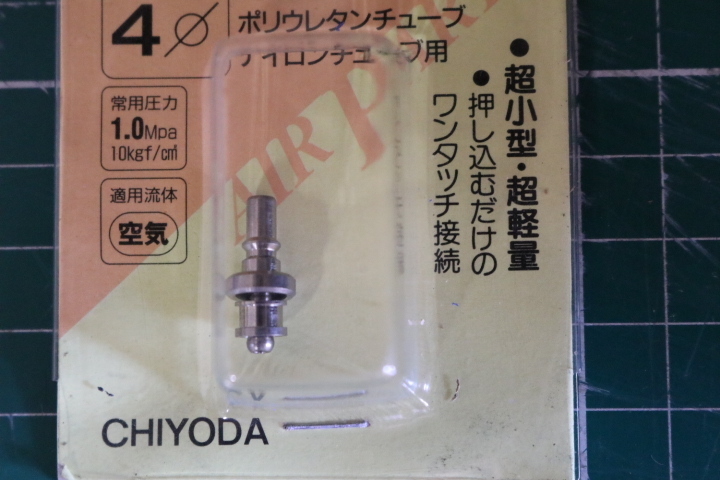 4⌀
ポリウレタンチューブ
ナイロンチューブ用
常用圧力
1.0MPa
10kgf/c㎡
適用流体
空気
●超小型・超軽量
●押し込むだけの
ワンタッチ接続
AIR
CHIYODA